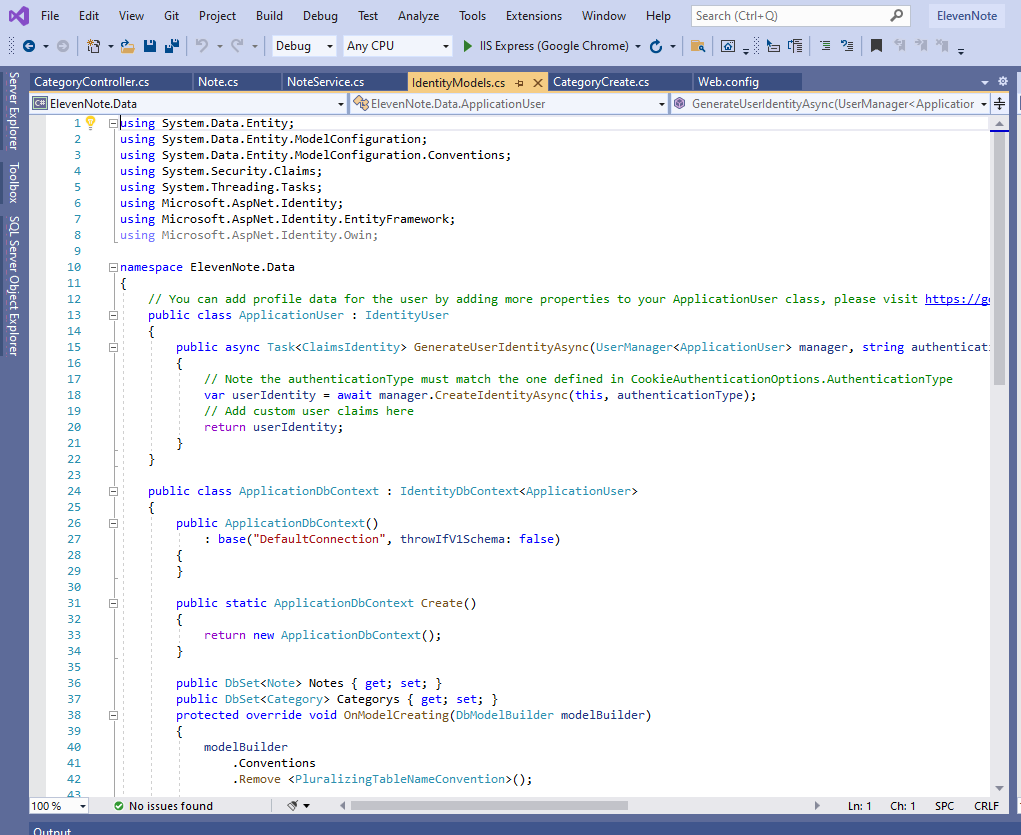 File Edit View Git Project Build Debug Test Analyze Tools Extensions Window Help Search (Ctrl+Q) ElevenNote
Debug Any CPU IIS Express (Google Chrome)
CategoryController.cs Note.cs NoteService.cs IdentityModels.cs CategoryCreate.cs Web.config
C# ElevenNote.Data ElevenNote.Data.ApplicationUser GenerateUserIdentityAsync(UserManager<Application
Server Explorer
Toolbox
SQL Server Object Explorer
1 using System.Data.Entity;
2 using System.Data.Entity.ModelConfiguration;
3 using System.Data.Entity.ModelConfiguration.Conventions;
4 using System.Security.Claims;
5 using System.Threading.Tasks;
6 using Microsoft.AspNet.Identity;
7 using Microsoft.AspNet.Identity.EntityFramework;
8 using Microsoft.AspNet.Identity.Owin;
9
10 namespace ElevenNote.Data
11 {
12 // You can add profile data for the user by adding more properties to your ApplicationUser class, please visit https://g
13 public class ApplicationUser : IdentityUser
14 {
15 public async Task<ClaimsIdentity> GenerateUserIdentityAsync(UserManager<ApplicationUser> manager, string authenticati
16 {
17 // Note the authenticationType must match the one defined in CookieAuthenticationOptions.AuthenticationType
18 var userIdentity = await manager.CreateIdentityAsync(this, authenticationType);
19 // Add custom user claims here
20 return userIdentity;
21 }
22 }
23
24 public class ApplicationDbContext : IdentityDbContext<ApplicationUser>
25 {
26 public ApplicationDbContext()
27 : base("DefaultConnection", throwIfV1Schema: false)
28 {
29 }
30
31 public static ApplicationDbContext Create()
32 {
33 return new ApplicationDbContext();
34 }
35
36 public DbSet<Note> Notes { get; set; }
37 public DbSet<Category> Categorys { get; set; }
38 protected override void OnModelCreating(DbModelBuilder modelBuilder)
39 {
40 modelBuilder
41 .Conventions
42 .Remove <PluralizingTableNameConvention>();
43
100 % No issues found Ln: 1 Ch: 1 SPC CRLF
Output